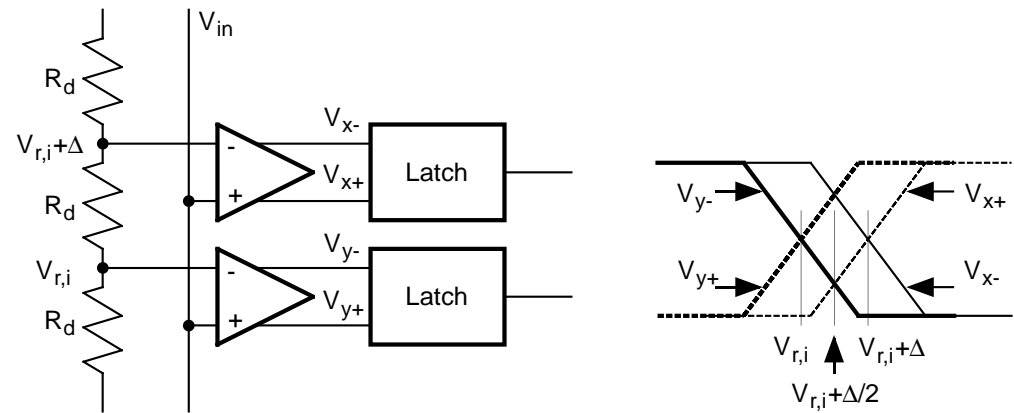 V_in
R_d
V_r,i+Δ
-
+
V_x-
V_x+
Latch
R_d
V_r,i
-
+
V_y-
V_y+
Latch
R_d
V_y-
V_x+
V_y+
V_x-
V_r,i
V_r,i+Δ
V_r,i+Δ/2